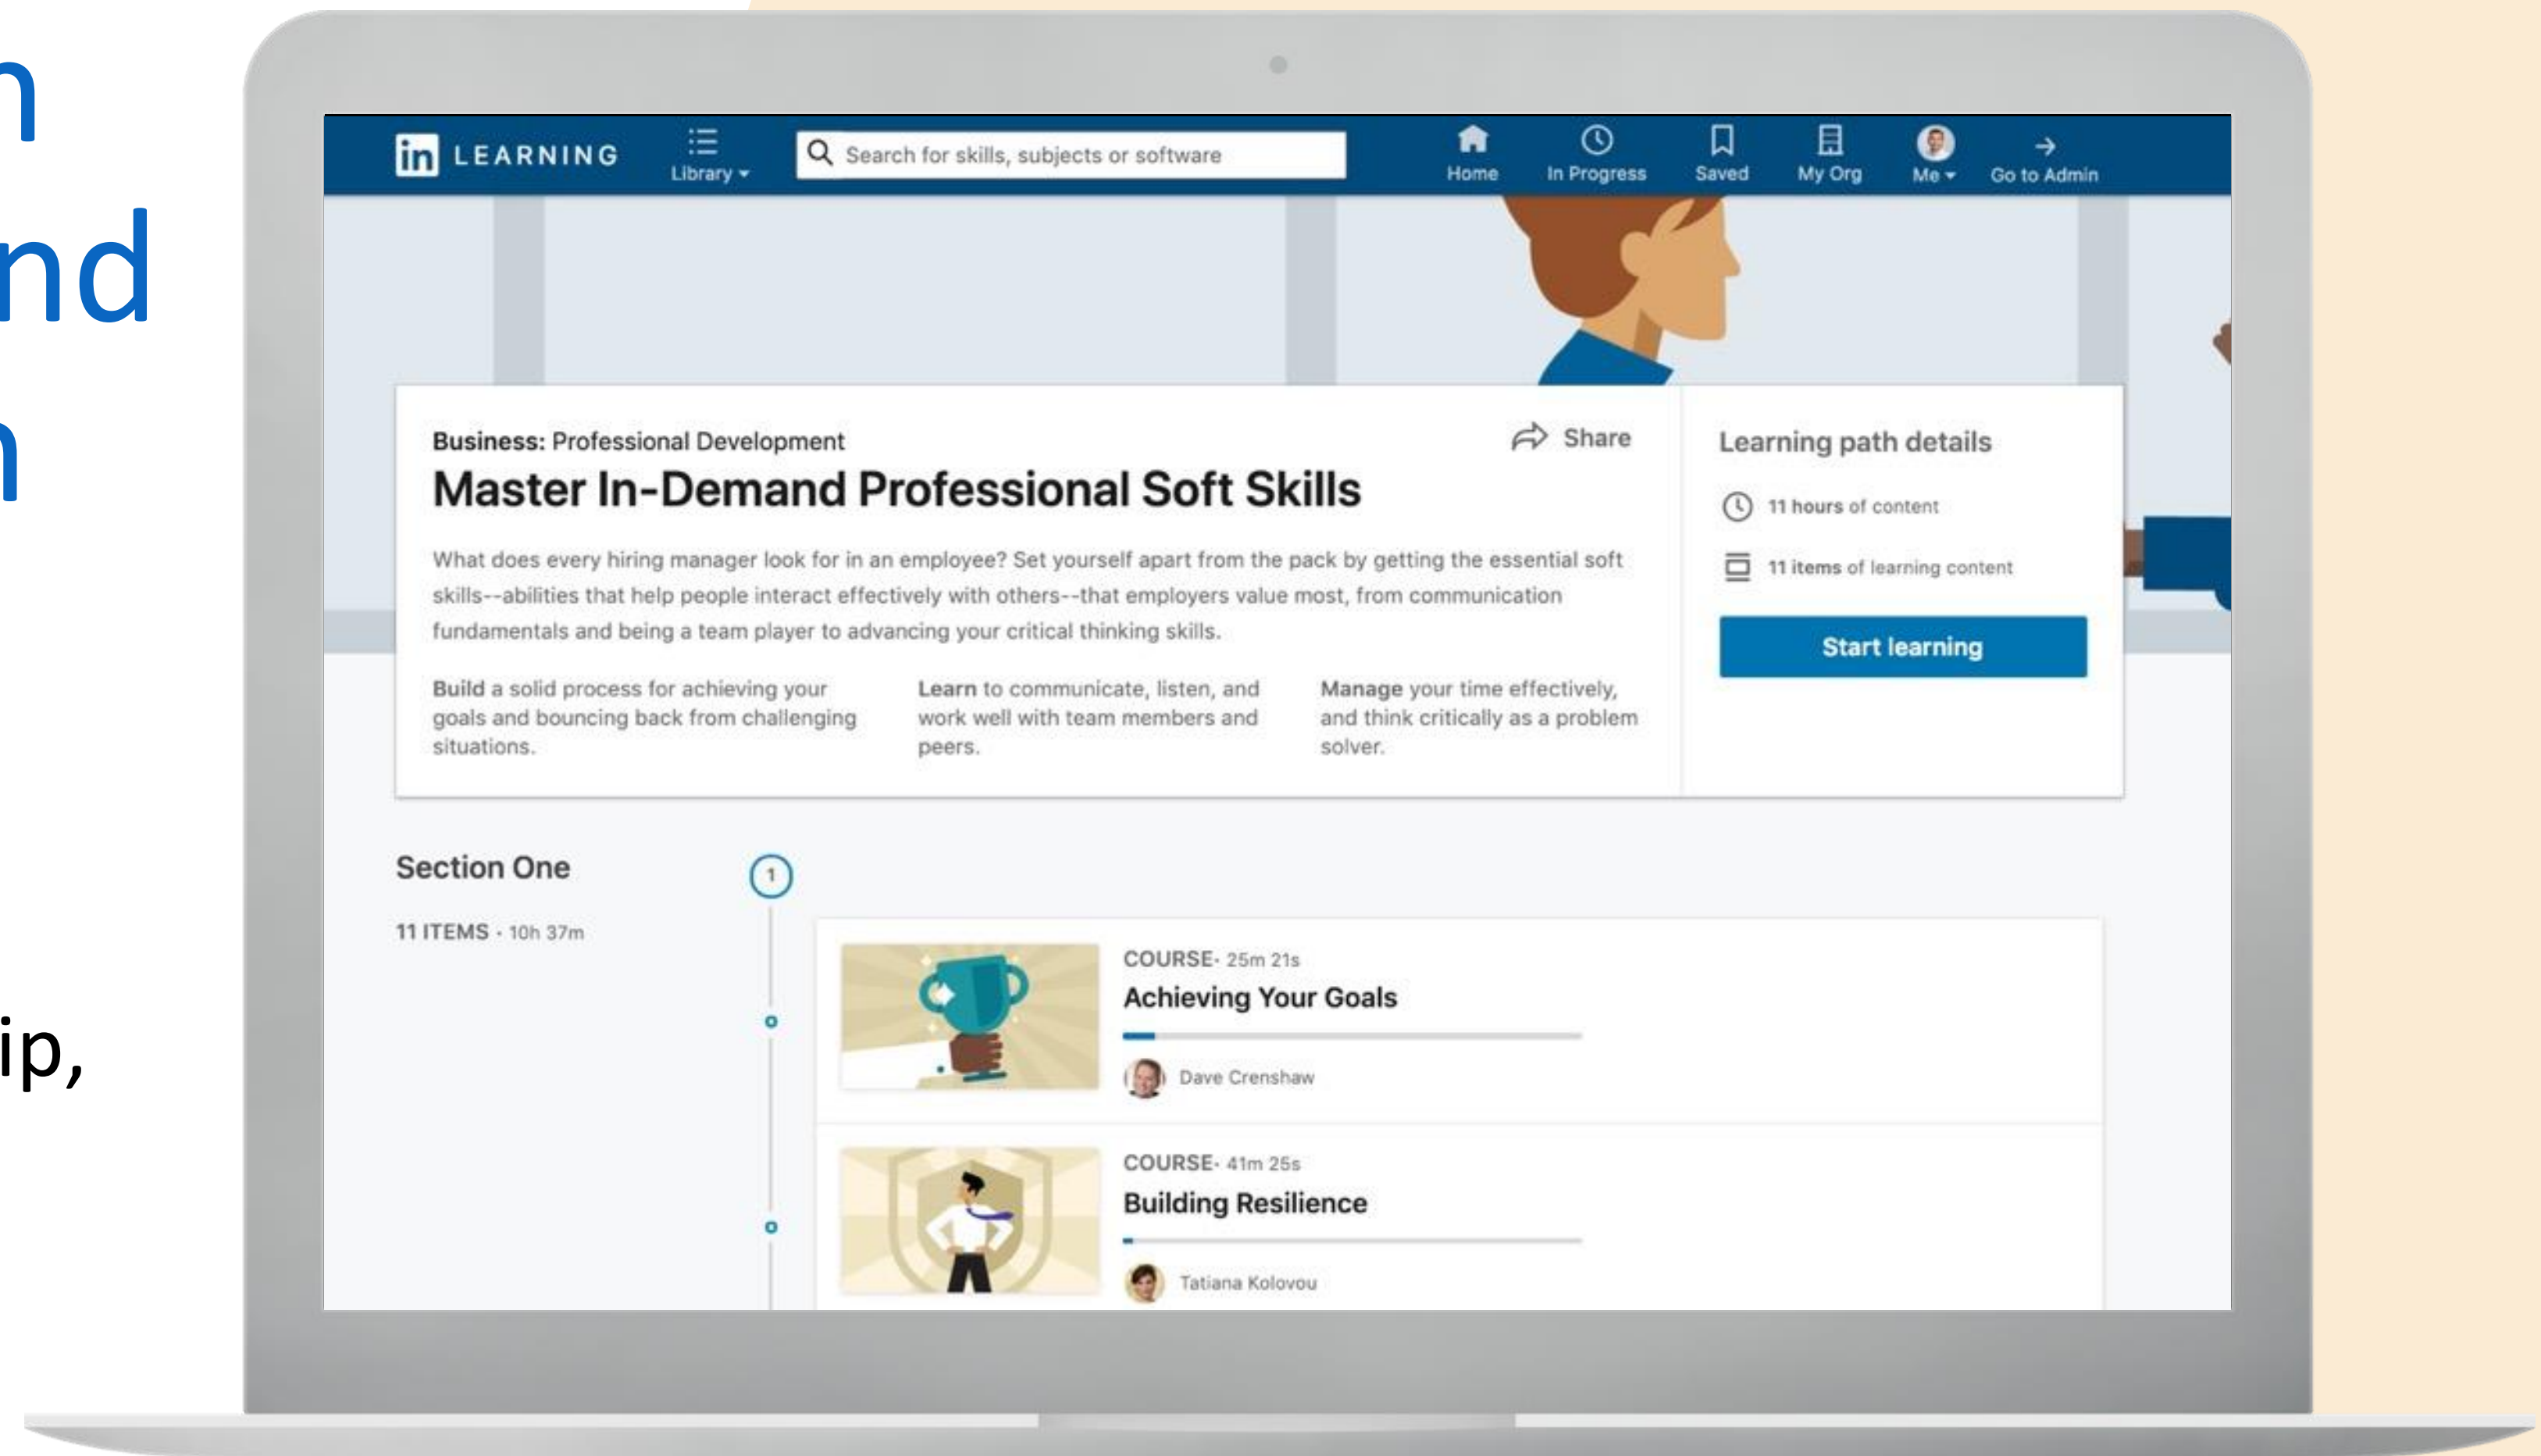 n
nd
n
ip,
in LEARNING
Library
Search for skills, subjects or software
Home
In Progress
Saved
My Org
Me
Go to Admin
Business: Professional Development
Share
Master In-Demand Professional Soft Skills
What does every hiring manager look for in an employee? Set yourself apart from the pack by getting the essential soft
skills--abilities that help people interact effectively with others--that employers value most, from communication
fundamentals and being a team player to advancing your critical thinking skills.
Build a solid process for achieving your
goals and bouncing back from challenging
situations.
Learn to communicate, listen, and
work well with team members and
peers.
Manage your time effectively,
and think critically as a problem
solver.
Learning path details
11 hours of content
11 items of learning content
Start learning
Section One
11 ITEMS · 10h 37m
1
COURSE· 25m 21s
Achieving Your Goals
Dave Crenshaw
COURSE· 41m 25s
Building Resilience
Tatiana Kolovou